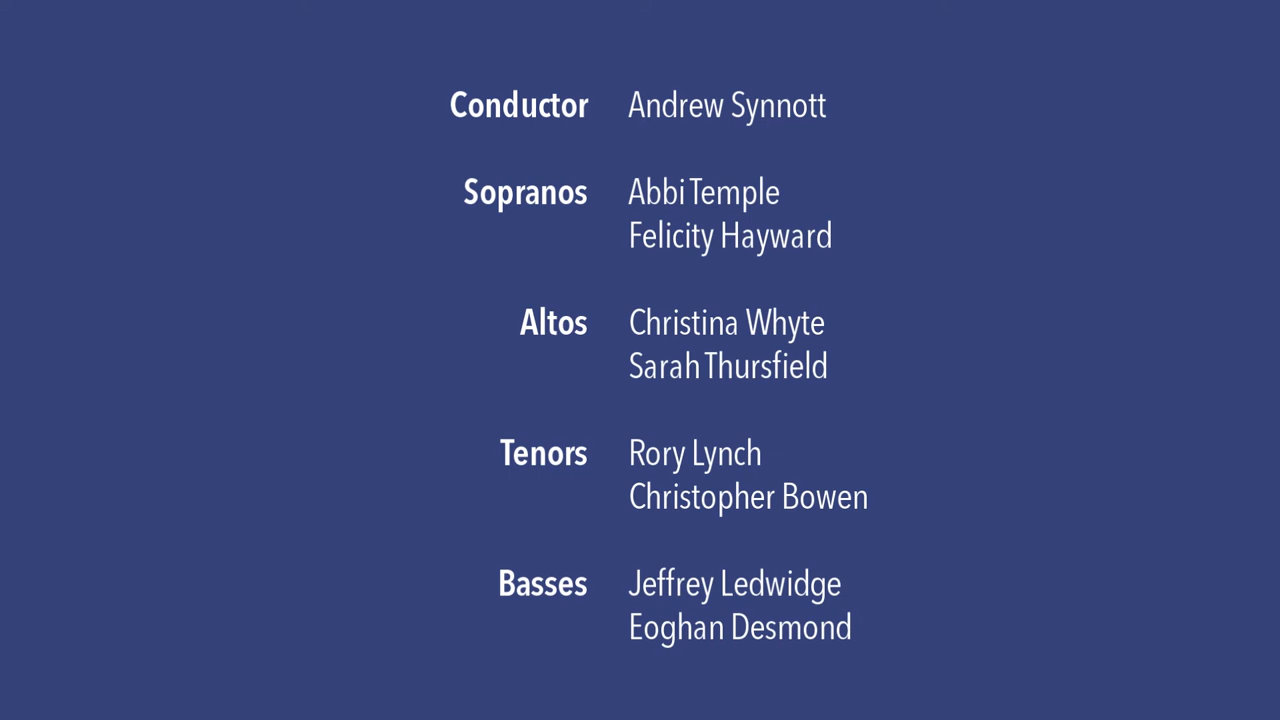 Conductor Andrew Synnott
Sopranos Abbi Temple
Felicity Hayward
Altos Christina Whyte
Sarah Thursfield
Tenors Rory Lynch
Christopher Bowen
Basses Jeffrey Ledwidge
Eoghan Desmond